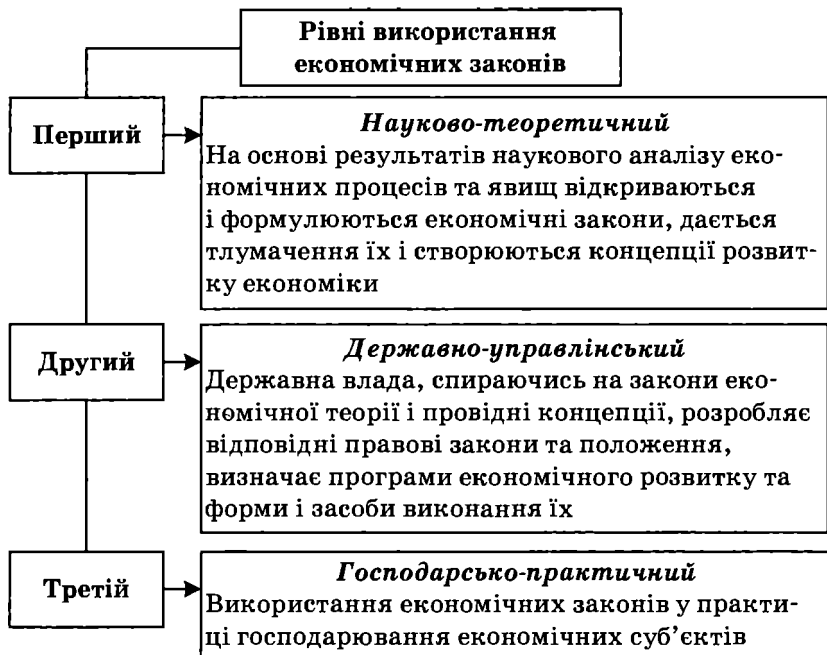 Рівні використання
економічних законів
Перший
Науково-теоретичний
На основі результатів наукового аналізу еко-
номічних процесів та явищ відкриваються
і формулюються економічні закони, дається
тлумачення їх і створюються концепції розвит-
ку економіки
Другий
Державно-управлінський
Державна влада, спираючись на закони еко-
номічної теорії і провідні концепції, розробляє
відповідні правові закони та положення,
визначає програми економічного розвитку та
форми і засоби виконання їх
Третій
Господарсько-практичний
Використання економічних законів у практи-
ці господарювання економічних суб’єктів